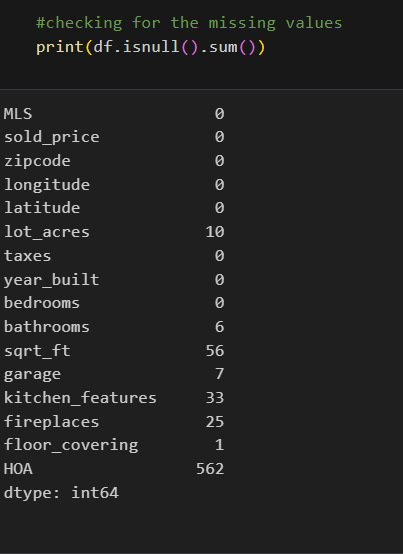 #checking for the missing values
print(df.isnull().sum())
MLS 0
sold_price 0
zipcode 0
longitude 0
latitude 0
lot_acres 10
taxes 0
year_built 0
bedrooms 0
bathrooms 6
sqrt_ft 56
garage 7
kitchen_features 33
fireplaces 25
floor_covering 1
HOA 562
dtype: int64